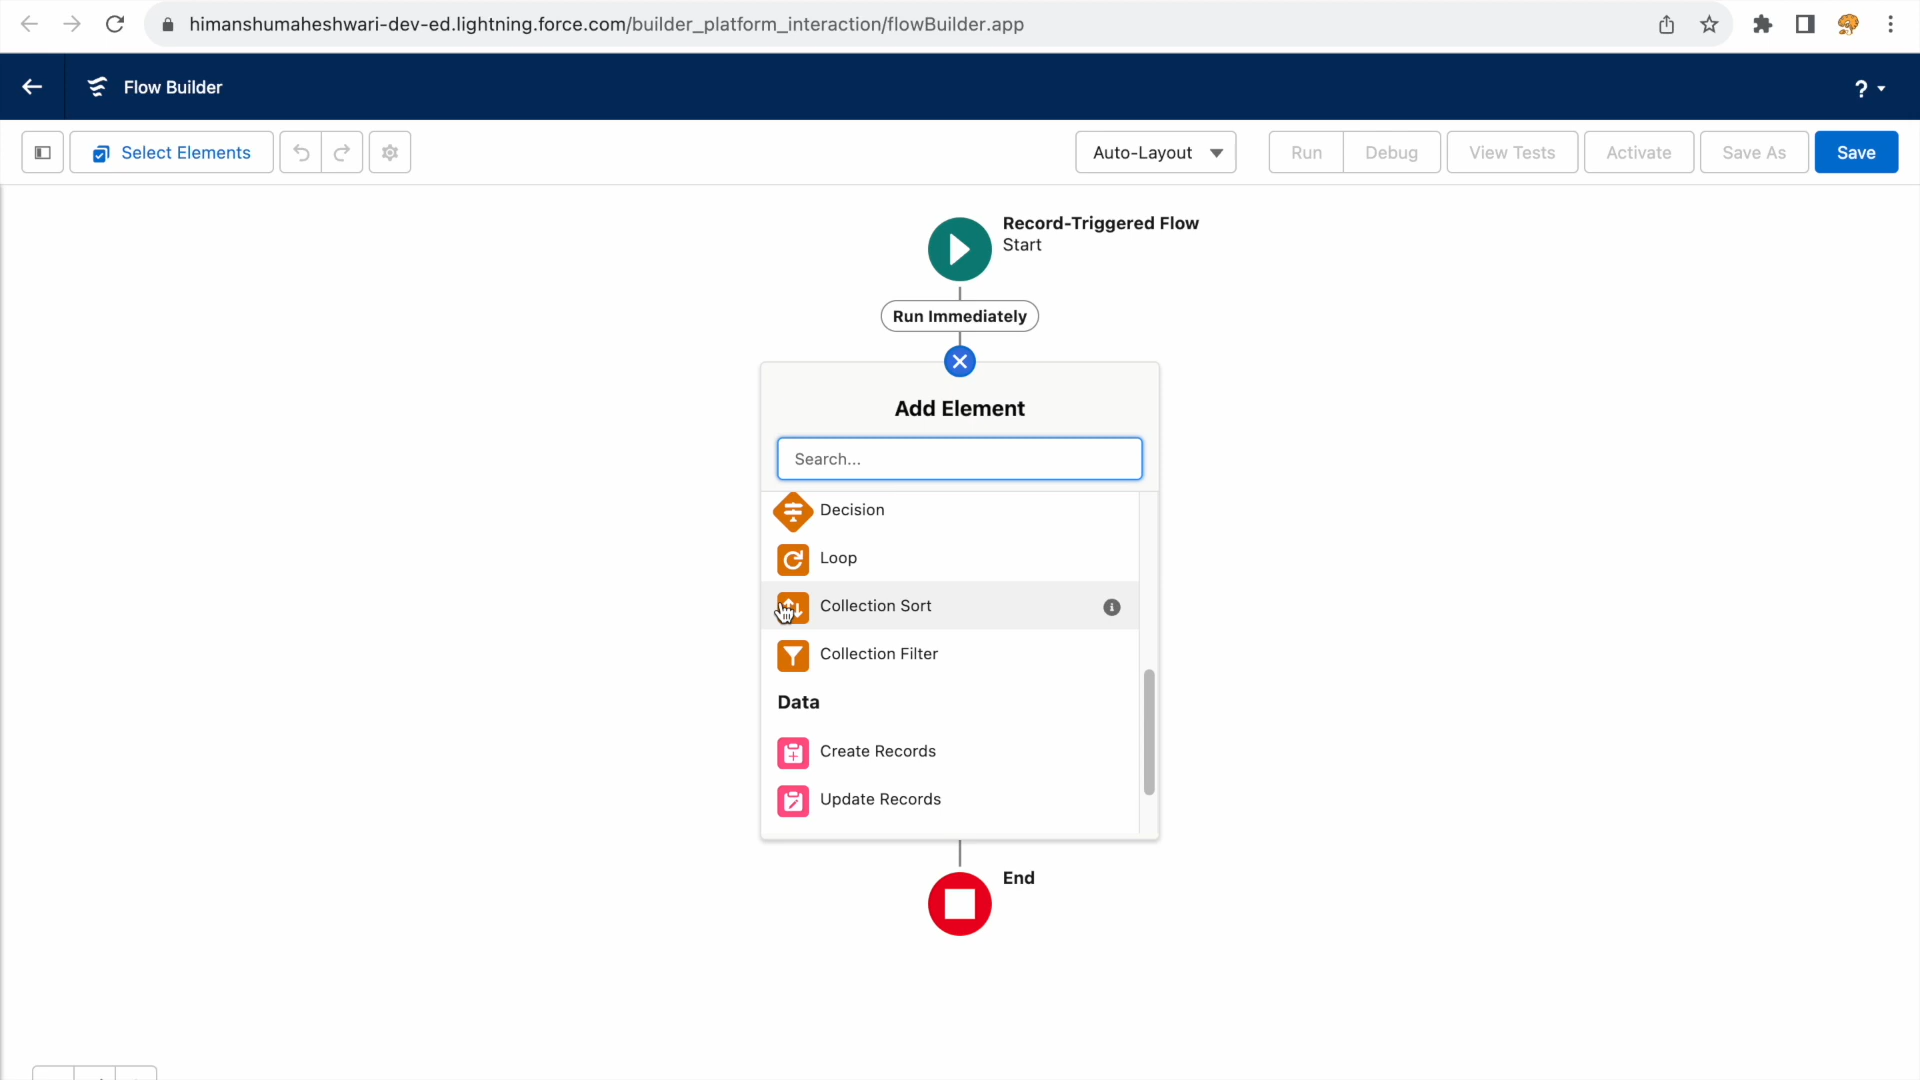 himanshumaheshwari-dev-ed.lightning.force.com/builder_platform_interaction/flowBuilder.app
Flow Builder
?
Select Elements
Auto-Layout
Run
Debug
View Tests
Activate
Save As
Save
Record-Triggered Flow
Start
Run Immediately
Add Element
Search...
Decision
Loop
Collection Sort
Collection Filter
Data
Create Records
Update Records
End